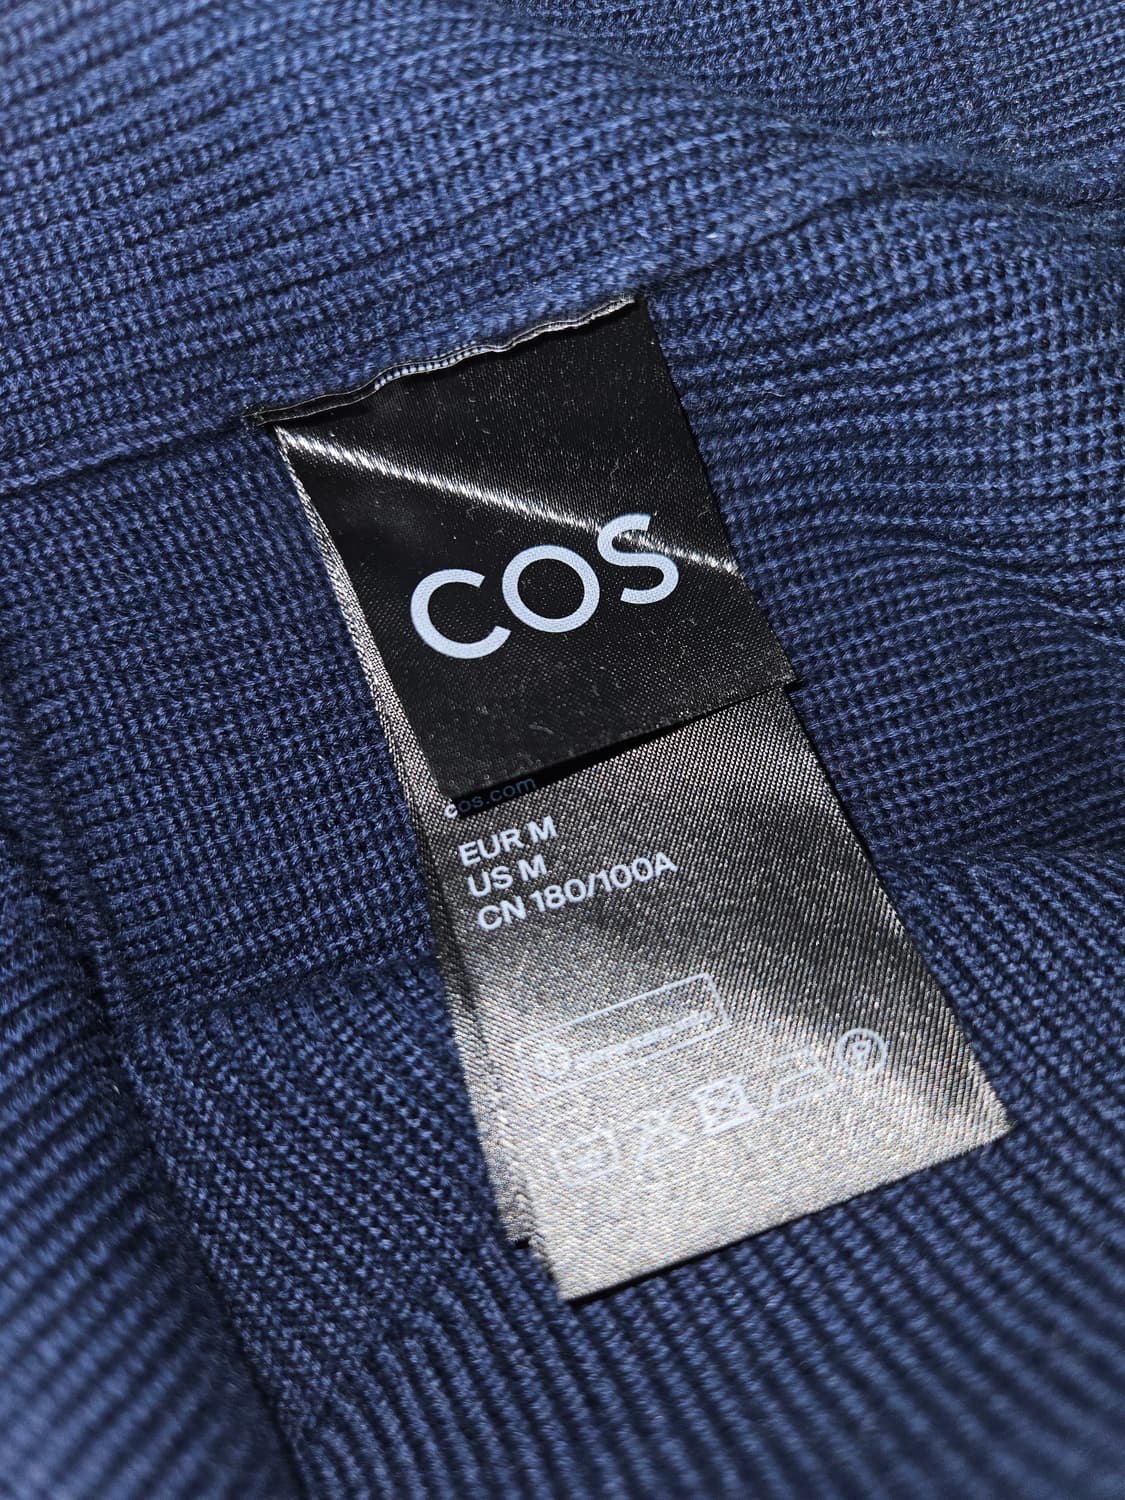 COS
cos.com
EUR M
US M
CN 180/100A